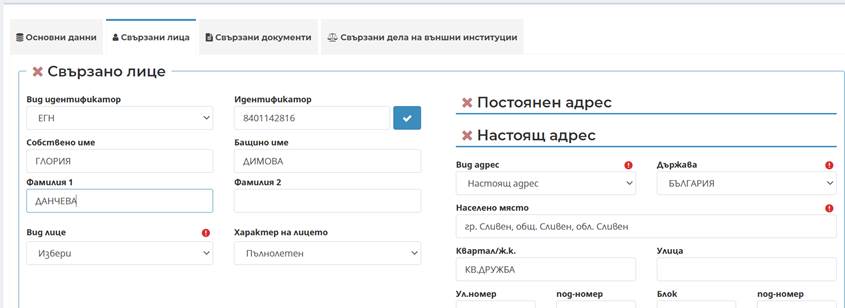 Основни данни Свързани лица Свързани документи Свързани дела на външни институции
Свързано лице
Вид идентификатор Идентификатор
ЕГН 8401142816
Собствено име Бащино име
ГЛОРИЯ ДИМОВА
Фамилия 1 Фамилия 2
ДАНЧЕВА
Вид лице Характер на лицето
Избери Пълнолетен
Постоянен адрес
Настоящ адрес
Вид адрес Държава
Настоящ адрес БЪЛГАРИЯ
Населено място
гр. Сливен, общ. Сливен, обл. Сливен
Квартал/ж.к. Улица
КВ.ДРУЖБА
Ул.номер под-номер Блок под-номер